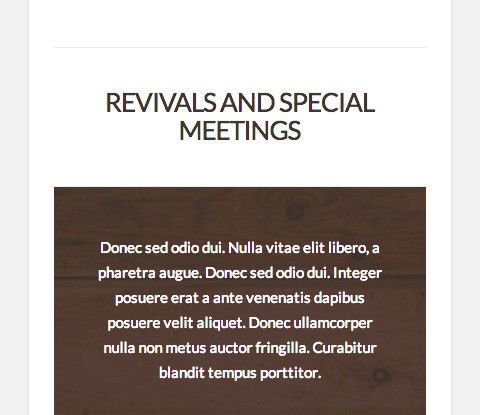 REVIVALS AND SPECIAL
MEETINGS
Donec sed odio dui. Nulla vitae elit libero, a
pharetra augue. Donec sed odio dui. Integer
posuere erat a ante venenatis dapibus
posuere velit aliquet. Donec ullamcorper
nulla non metus auctor fringilla. Curabitur
blandit tempus porttitor.